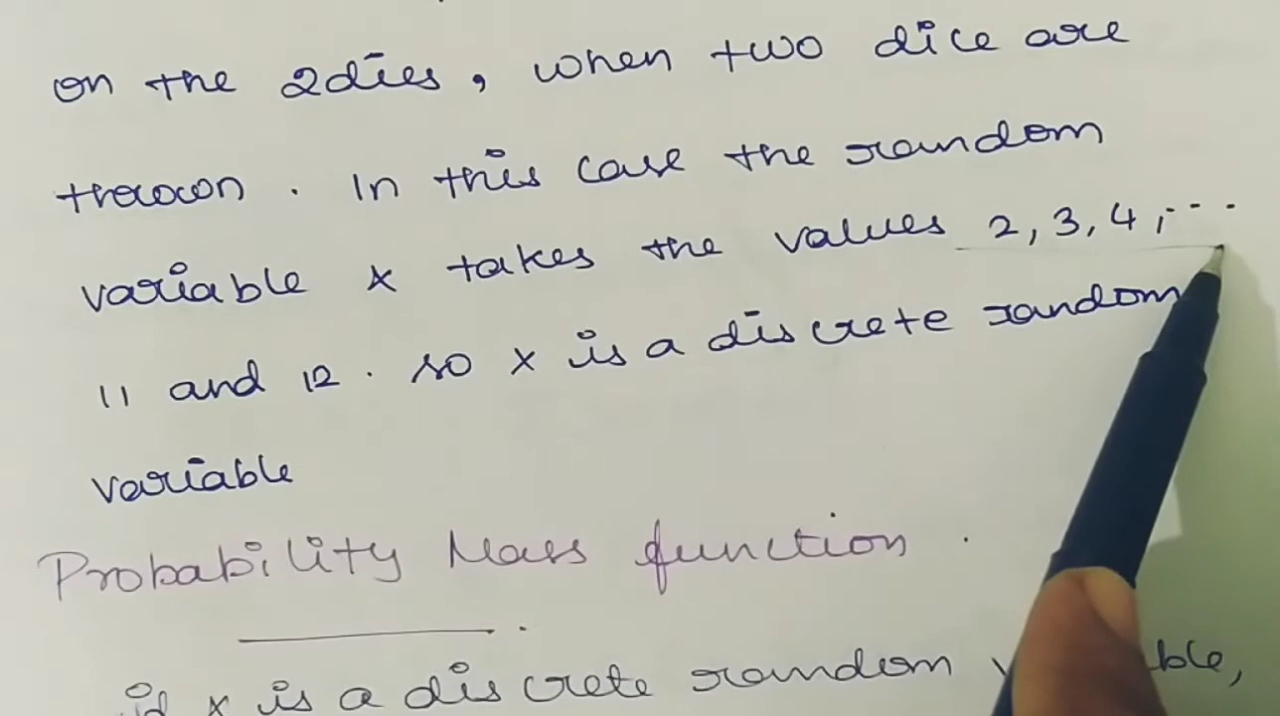 on the 2dies, when two dice are
thrown. In this case the random
variable x takes the values 2, 3, 4, ...
11 and 12. so x is a discrete random
variable
Probability Mass function.
if x is a discrete random